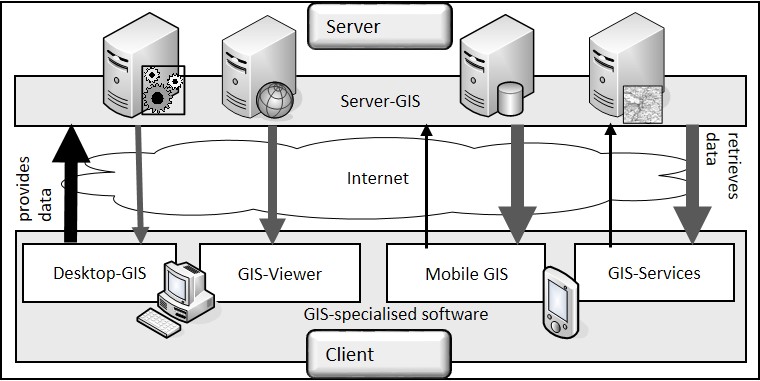 Server
Server-GIS
provides
data
Internet
retrieves
data
Desktop-GIS
GIS-Viewer
Mobile GIS
GIS-Services
GIS-specialised software
Client